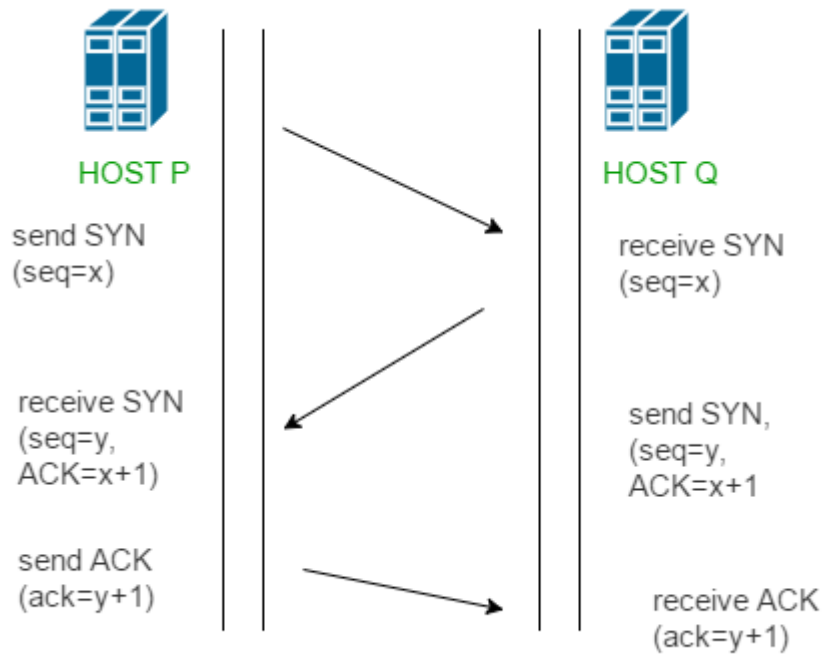 HOST P
HOST Q
send SYN
(seq=x)
receive SYN
(seq=x)
receive SYN
(seq=y,
ACK=x+1)
send SYN,
(seq=y,
ACK=x+1
send ACK
(ack=y+1)
receive ACK
(ack=y+1)